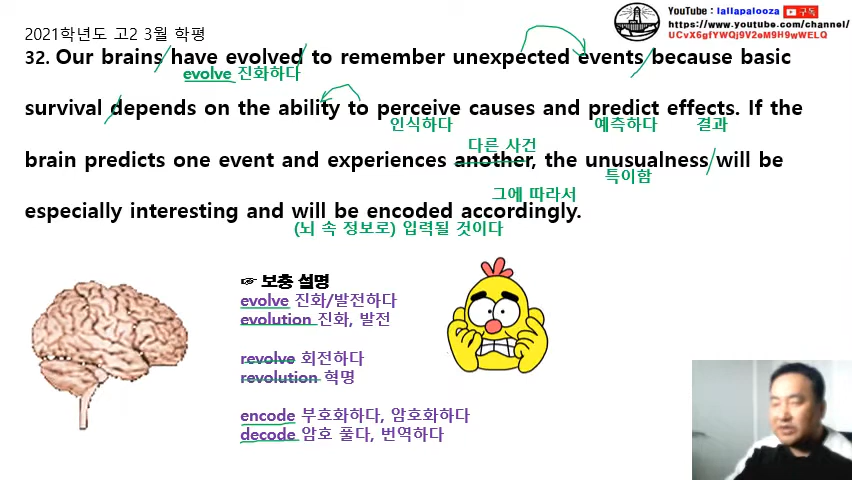 YouTube : lallapalooza 구독
https://www.youtube.com/channel/
UCvX6gfYWQj9V2eM9H9wWELQ
2021학년도 고2 3월 학평
32. Our brains have evolved to remember unexpected events because basic
evolve 진화하다
survival depends on the ability to perceive causes and predict effects. If the
인식하다 예측하다 결과
다른 사건
brain predicts one event and experiences another, the unusualness will be
특이함
그에 따라서
especially interesting and will be encoded accordingly.
(뇌 속 정보로) 입력될 것이다
☞ 보충 설명
evolve 진화/발전하다
evolution 진화, 발전
revolve 회전하다
revolution 혁명
encode 부호화하다, 암호화하다
decode 암호 풀다, 번역하다